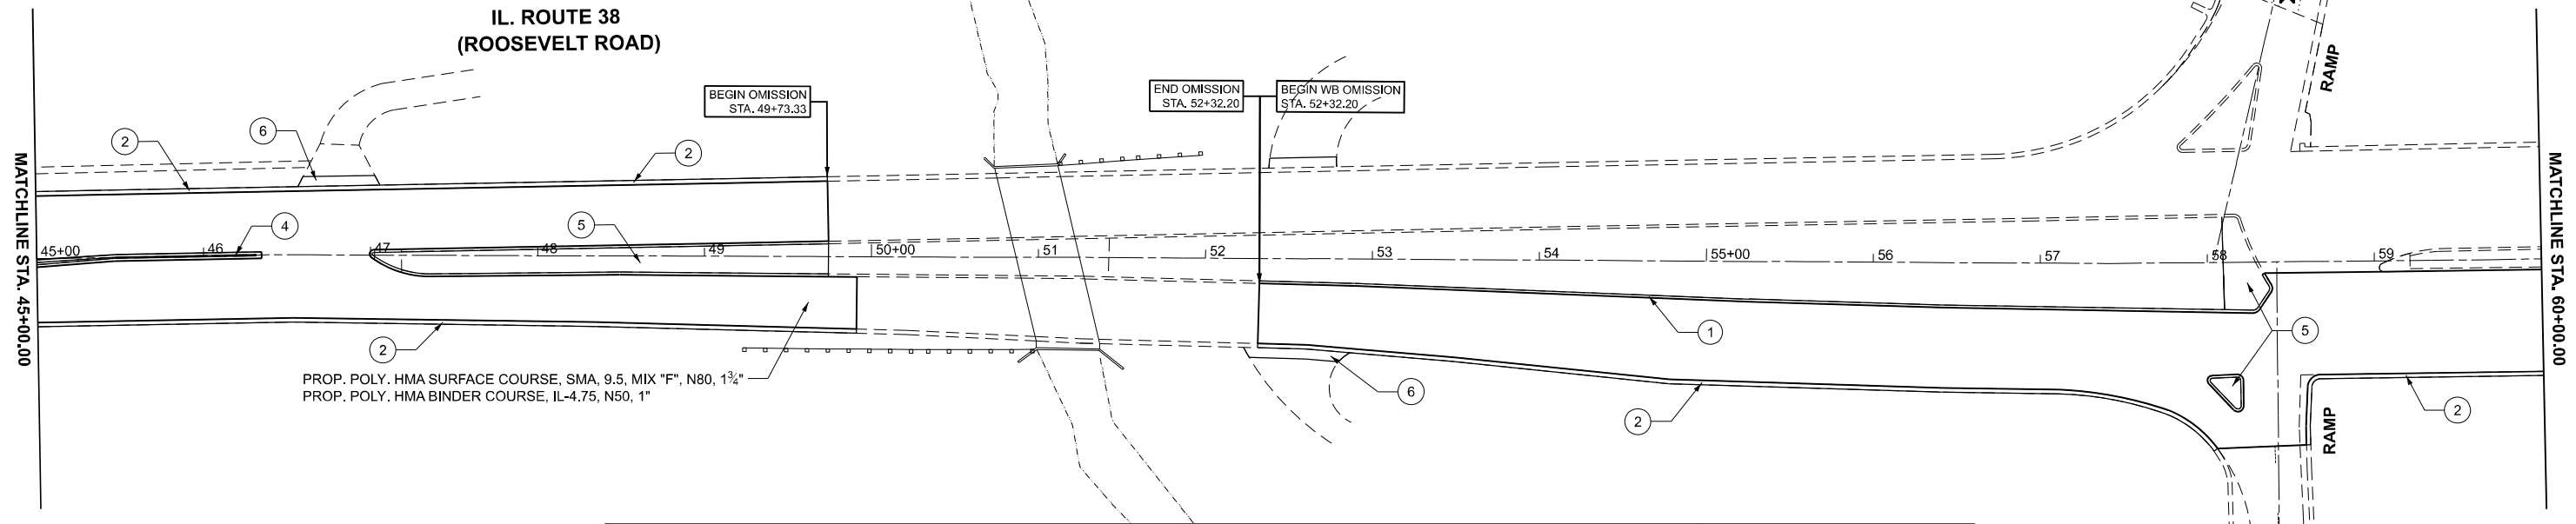 IL. ROUTE 38
(ROOSEVELT ROAD)
RAMP
BEGIN OMISSION
STA. 49+73.33
END OMISSION
STA. 52+32.20
BEGIN WB OMISSION
STA. 52+32.20
2
6
2
MATCHLINE STA. 45+00.00
MATCHLINE STA. 60+00.00
4
5
45+00
46
47
48
49
50+00
51
52
53
54
55+00
56
57
58
59
2
1
5
PROP. POLY. HMA SURFACE COURSE, SMA, 9.5, MIX "F", N80, 1¾"
PROP. POLY. HMA BINDER COURSE, IL-4.75, N50, 1"
6
2
2
RAMP